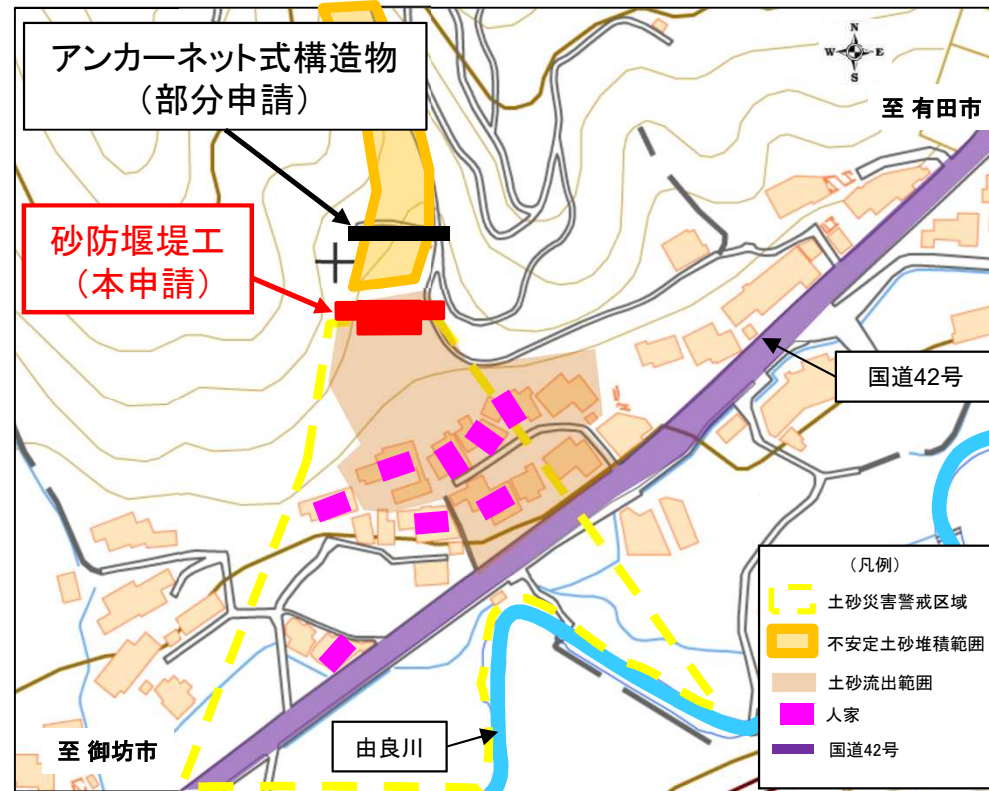 アンカーネット式構造物
（部分申請）
N
W E
S
至 有田市
砂防堰堤工
（本申請）
国道42号
（凡例）
土砂災害警戒区域
不安定土砂堆積範囲
土砂流出範囲
人家
国道42号
至 御坊市
由良川